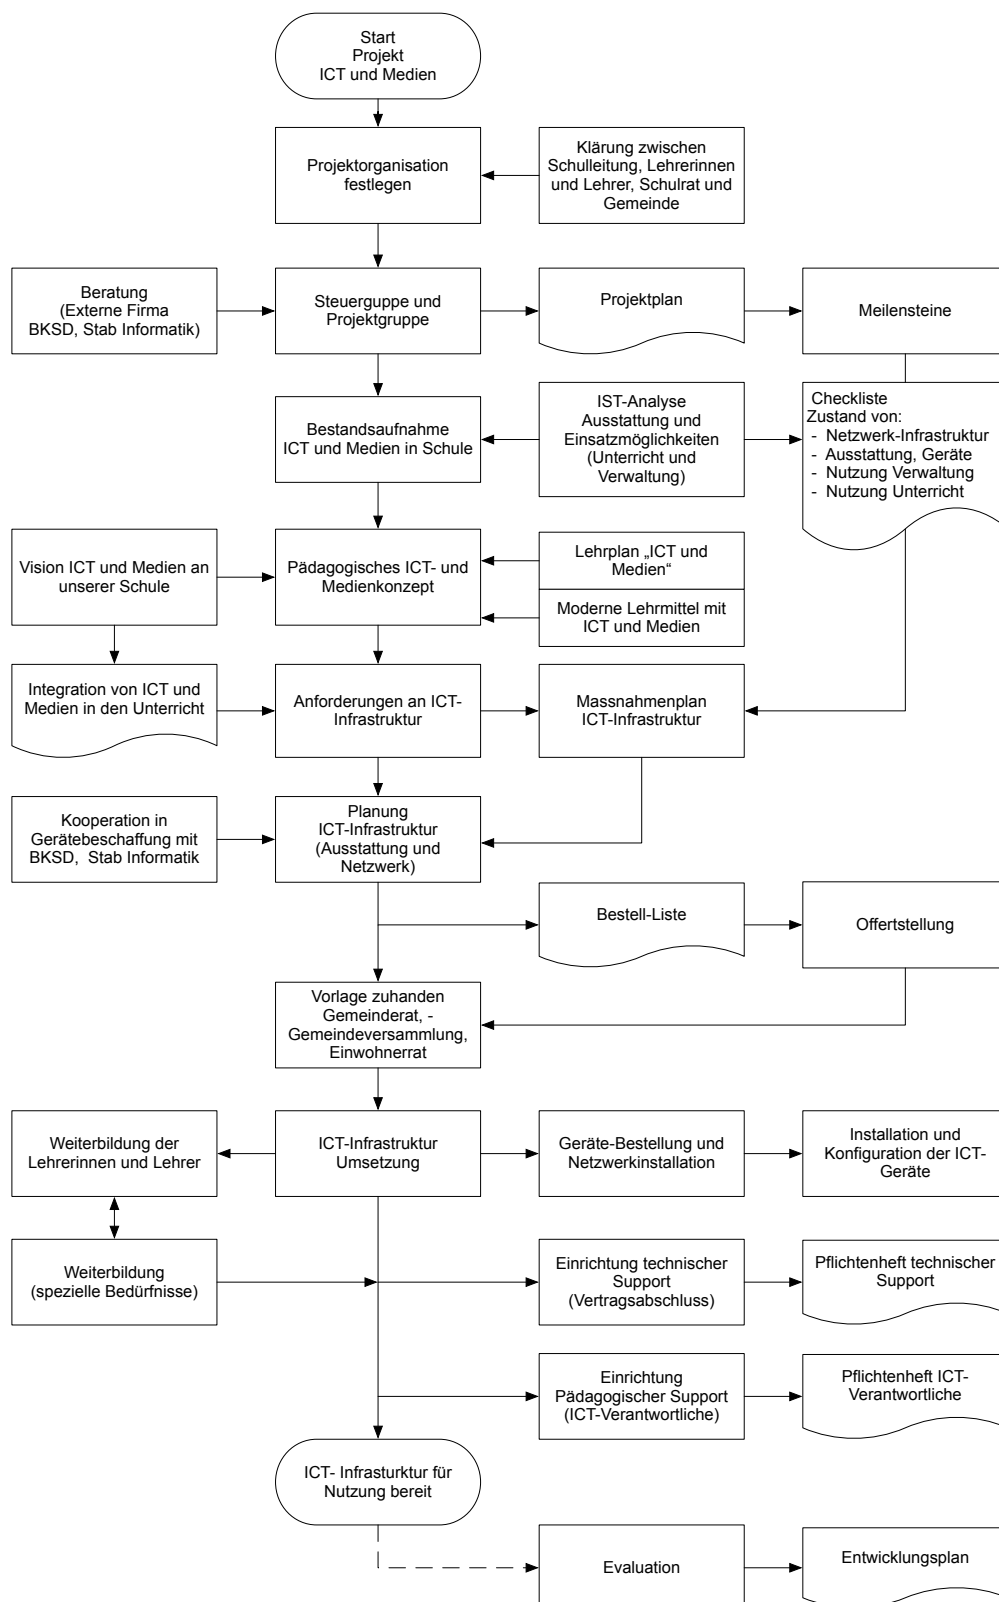 Start
Projekt
ICT und Medien
Projektorganisation
festlegen
Klärung zwischen
Schulleitung, Lehrerinnen
und Lehrer, Schulrat und
Gemeinde
Beratung
(Externe Firma
BKSD, Stab Informatik)
Steuerguppe und
Projektgruppe
Projektplan
Meilensteine
Bestandsaufnahme
ICT und Medien in Schule
IST-Analyse
Ausstattung und
Einsatzmöglichkeiten
(Unterricht und
Verwaltung)
Checkliste
Zustand von:
- Netzwerk-Infrastruktur
- Ausstattung, Geräte
- Nutzung Verwaltung
- Nutzung Unterricht
Vision ICT und Medien an
unserer Schule
Pädagogisches ICT- und
Medienkonzept
Lehrplan „ICT und
Medien“
Moderne Lehrmittel mit
ICT und Medien
Integration von ICT und
Medien in den Unterricht
Anforderungen an ICT-
Infrastruktur
Massnahmenplan
ICT-Infrastruktur
Kooperation in
Gerätebeschaffung mit
BKSD, Stab Informatik
Planung
ICT-Infrastruktur
(Ausstattung und
Netzwerk)
Bestell-Liste
Offertstellung
Vorlage zuhanden
Gemeinderat, -
Gemeindeversammlung,
Einwohnerrat
Weiterbildung der
Lehrerinnen und Lehrer
ICT-Infrastruktur
Umsetzung
Geräte-Bestellung und
Netzwerkinstallation
Installation und
Konfiguration der ICT-
Geräte
Weiterbildung
(spezielle Bedürfnisse)
Einrichtung technischer
Support
(Vertragsabschluss)
Pflichtenheft technischer
Support
Einrichtung
Pädagogischer Support
(ICT-Verantwortliche)
Pflichtenheft ICT-
Verantwortliche
ICT- Infrasturktur für
Nutzung bereit
Evaluation
Entwicklungsplan